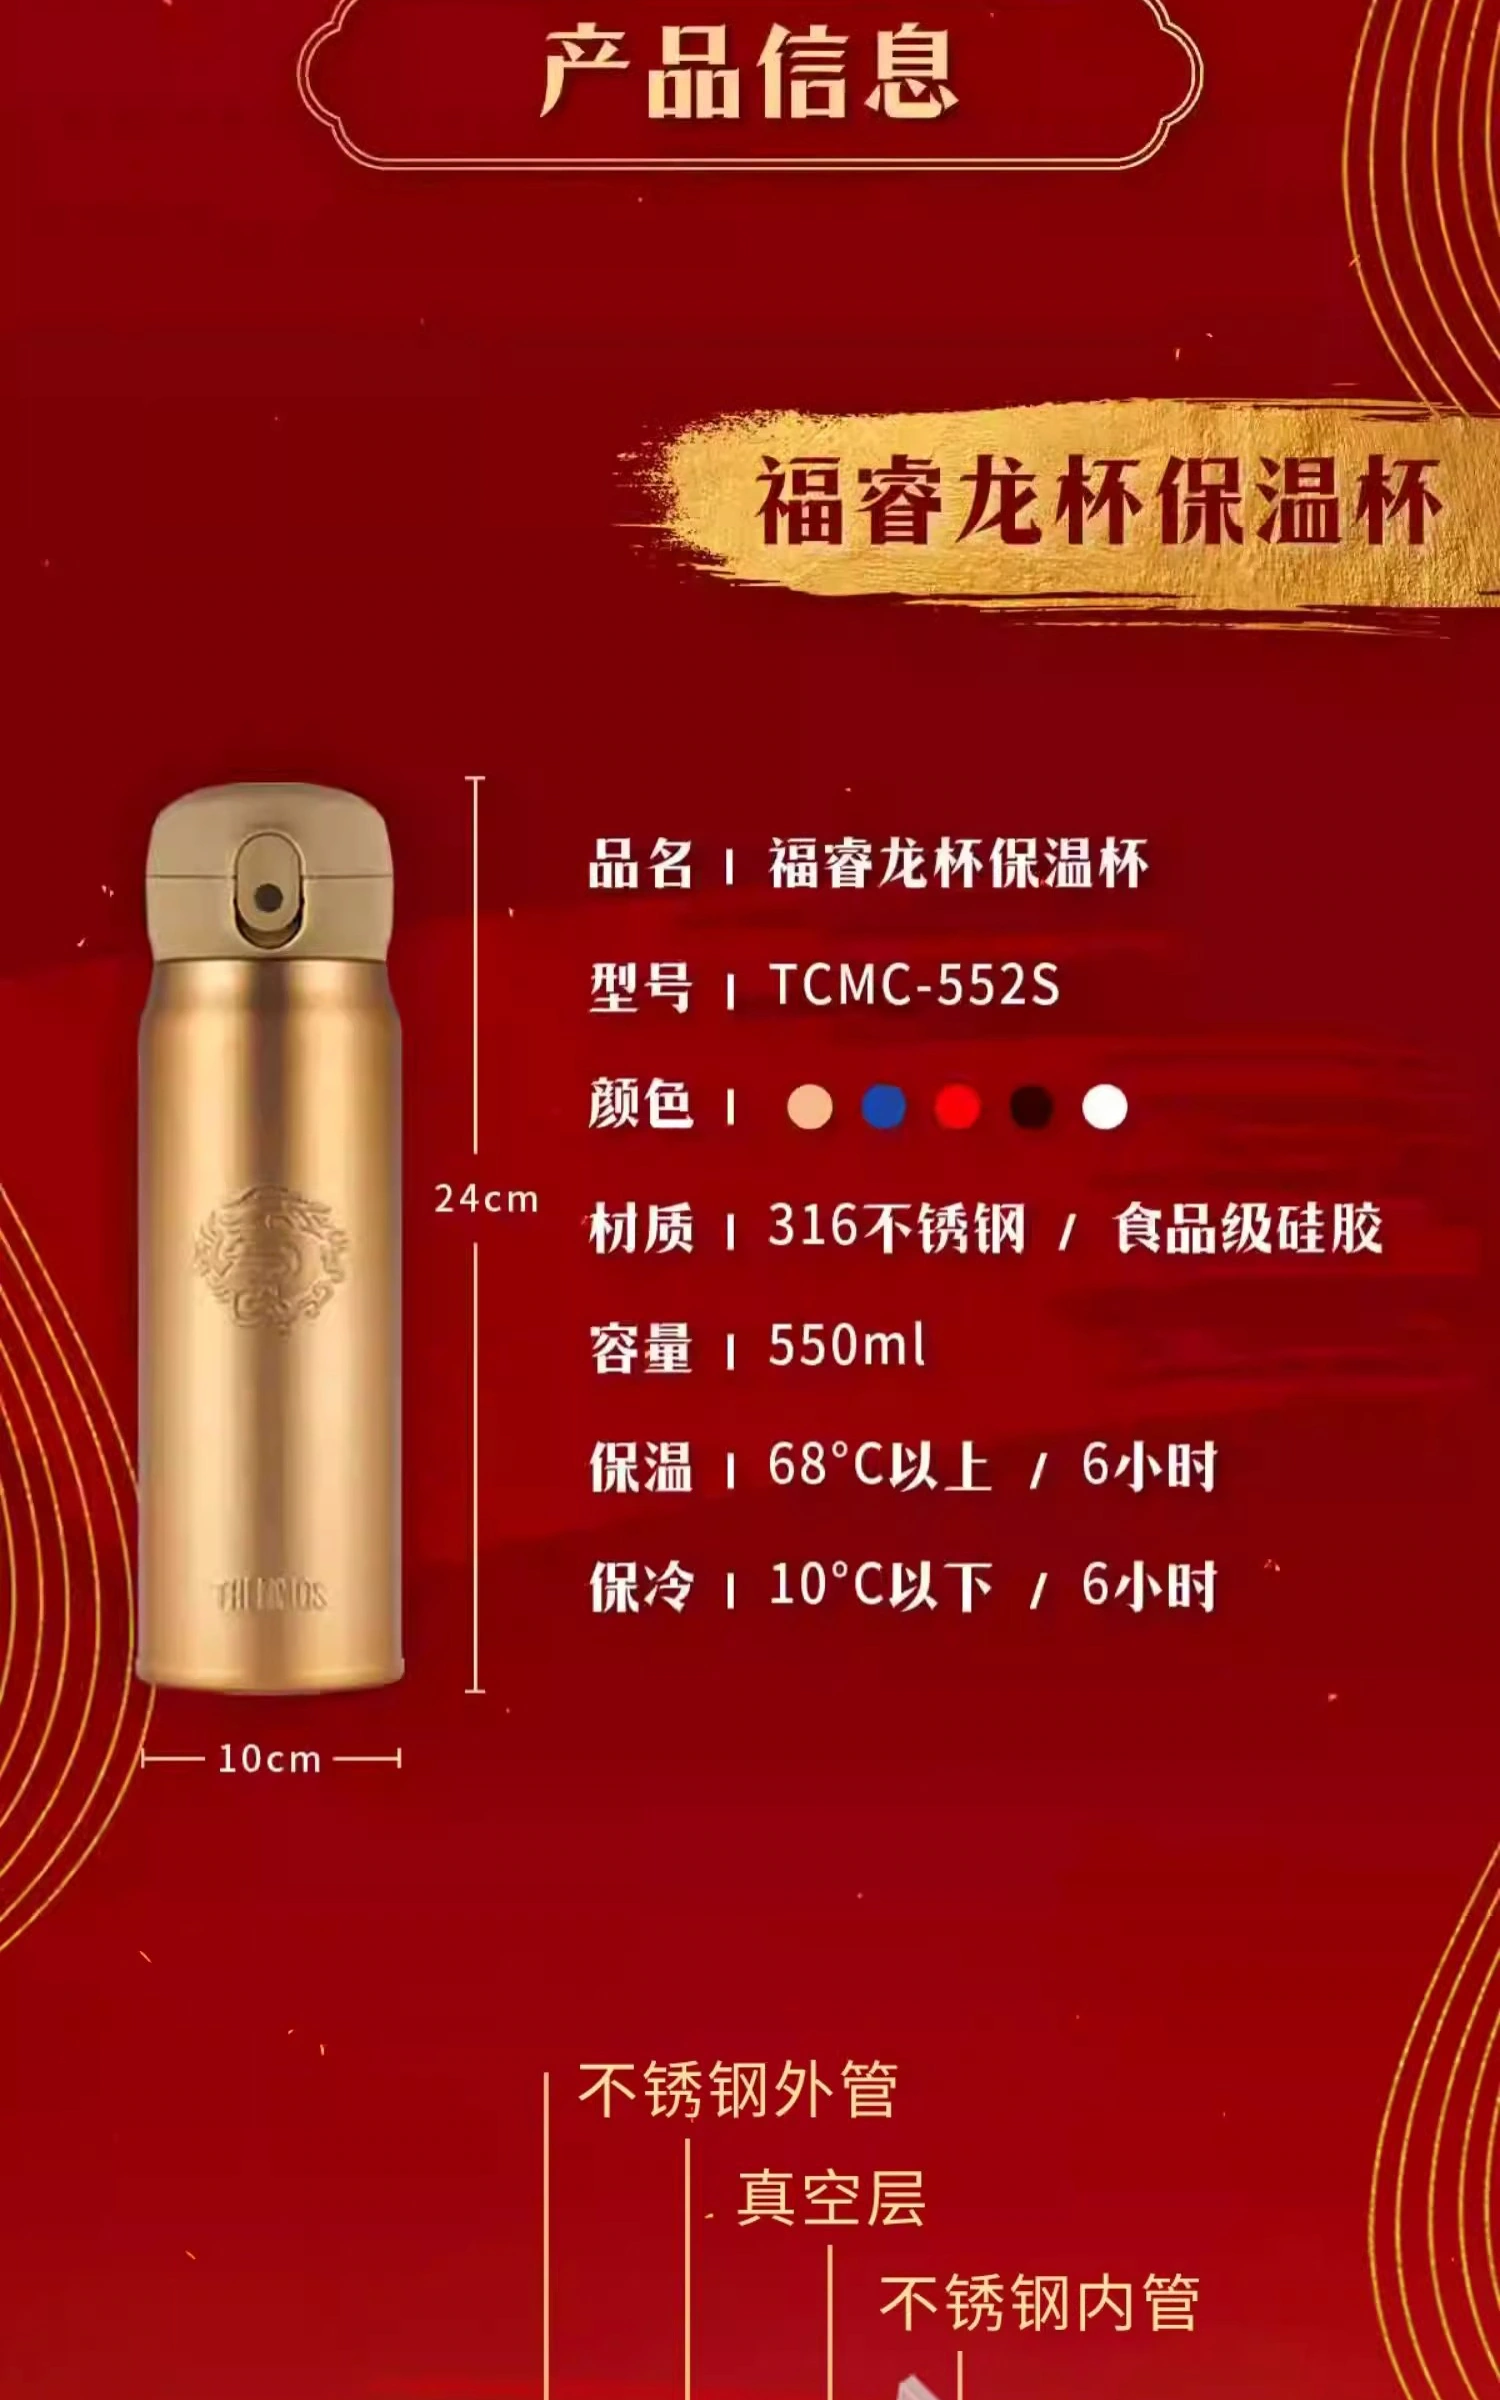 产品信息
福睿龙杯保温杯
品名 | 福睿龙杯保温杯
型号 | TCMC-552S
颜色 |
24cm
材质 | 316不锈钢 / 食品级硅胶
容量 | 550ml
保温 | 68°C以上 / 6小时
保冷 | 10°C以下 / 6小时
THERMOS
10cm
不锈钢外管
真空层
不锈钢内管